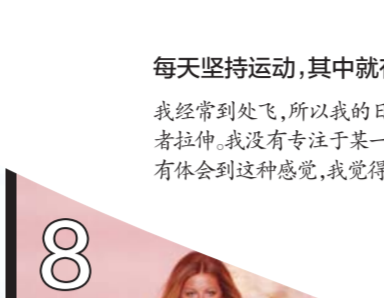 每天坚持运动,其中就
我经常到处飞,所以我的日
者拉伸。我没有专注于某一
有体会到这种感觉,我觉得
8